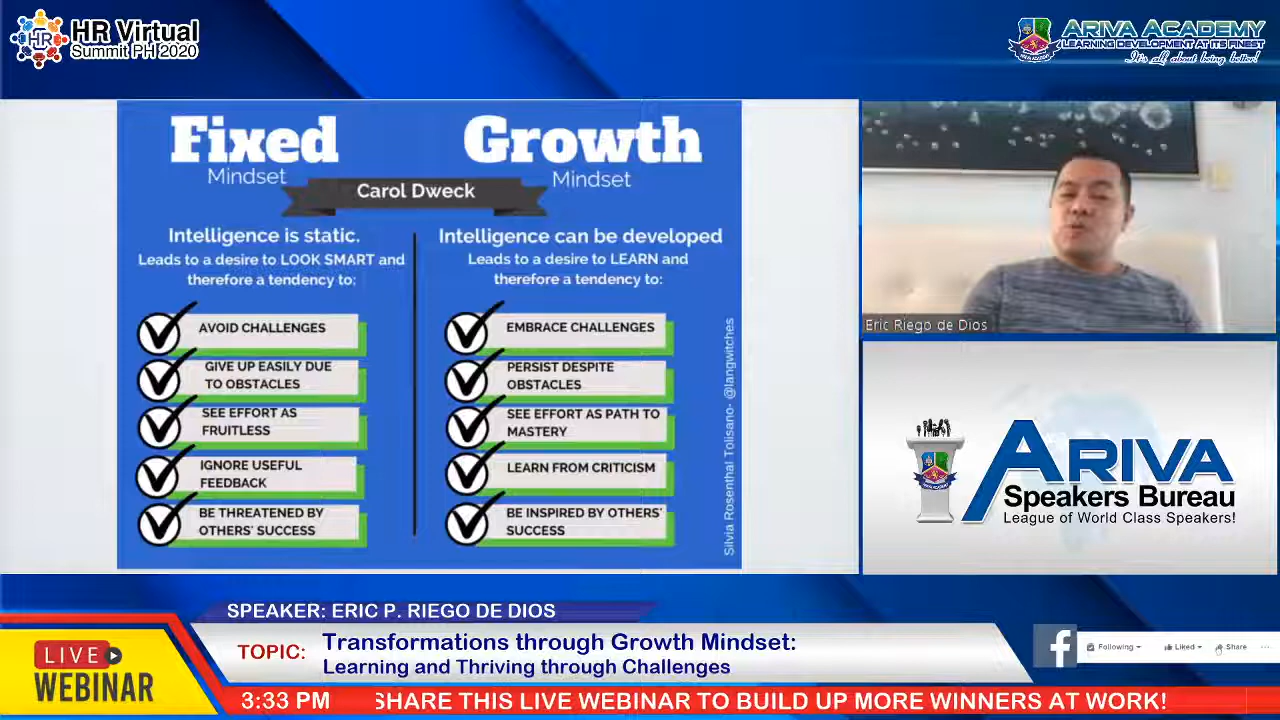 HR Virtual
Summit PH 2020
HR
ARIVA ACADEMY
LEARNING DEVELOPMENT AT ITS FINEST
It's all about being better!
Fixed
Mindset
Growth
Mindset
Carol Dweck
Intelligence is static.
Leads to a desire to LOOK SMART and
therefore a tendency to:
AVOID CHALLENGES
GIVE UP EASILY DUE
TO OBSTACLES
SEE EFFORT AS
FRUITLESS
IGNORE USEFUL
FEEDBACK
BE THREATENED BY
OTHERS' SUCCESS
Intelligence can be developed
Leads to a desire to LEARN and
therefore a tendency to:
EMBRACE CHALLENGES
PERSIST DESPITE
OBSTACLES
SEE EFFORT AS PATH TO
MASTERY
LEARN FROM CRITICISM
BE INSPIRED BY OTHERS'
SUCCESS
Silvia Rosenthal Tolisano- @langwitches
Eric Riego de Dios
ARIVA
Speakers Bureau
League of World Class Speakers!
SPEAKER: ERIC P. RIEGO DE DIOS
LIVE
WEBINAR
TOPIC:
Transformations through Growth Mindset:
Learning and Thriving through Challenges
Following
Liked
Share
3:33 PM
SHARE THIS LIVE WEBINAR TO BUILD UP MORE WINNERS AT WORK!